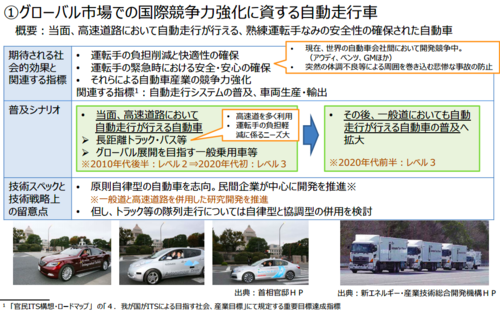 ①グローバル市場での国際競争力強化に資する自動走行車
概要：当面、高速道路において自動走行が行える、熟練運転手なみの安全性の確保された自動車
期待される社
会的効果と
関連する指標
• 運転手の負担削減と快適性の確保
• 運転手の緊急時における安全・安心の確保
• それらによる自動車産業の競争力強化
関連する指標¹：自動走行システムの普及、車両生産・輸出
• 現在、世界の自動車会社間において開発競争中。
（アウディ、ベンツ、GMほか）
• 突然の体調不良等による周囲を巻き込む悲惨な事故の防止
普及シナリオ
• 当面、高速道路において
自動走行が行える自動車
➢ 長距離トラック・バス等
➢ グローバル展開を目指す一般乗用車等
※2010年代後半：レベル２⇒2020年代初：レベル３
• 高速道路を多く利用
• 運転手の負担軽
減に係るニーズ大
• その後、一般道においても自動
走行が行える自動車の普及へ
拡大
※2020年代前半：レベル３
技術スペックと
技術戦略上
の留意点
• 原則自律型の自動車を志向。民間企業が中心に開発を推進※
※一般道と高速道路を併用した研究開発を推進
• 但し、トラック等の隊列走行については自律型と協調型の併用を検討
出典：首相官邸ＨＰ
出典：新エネルギー・産業技術総合開発機構ＨＰ
¹ 「官民ITS構想・ロードマップ」の「４．我が国がITSによる目指す社会、産業目標」にて規定する重要目標達成指標